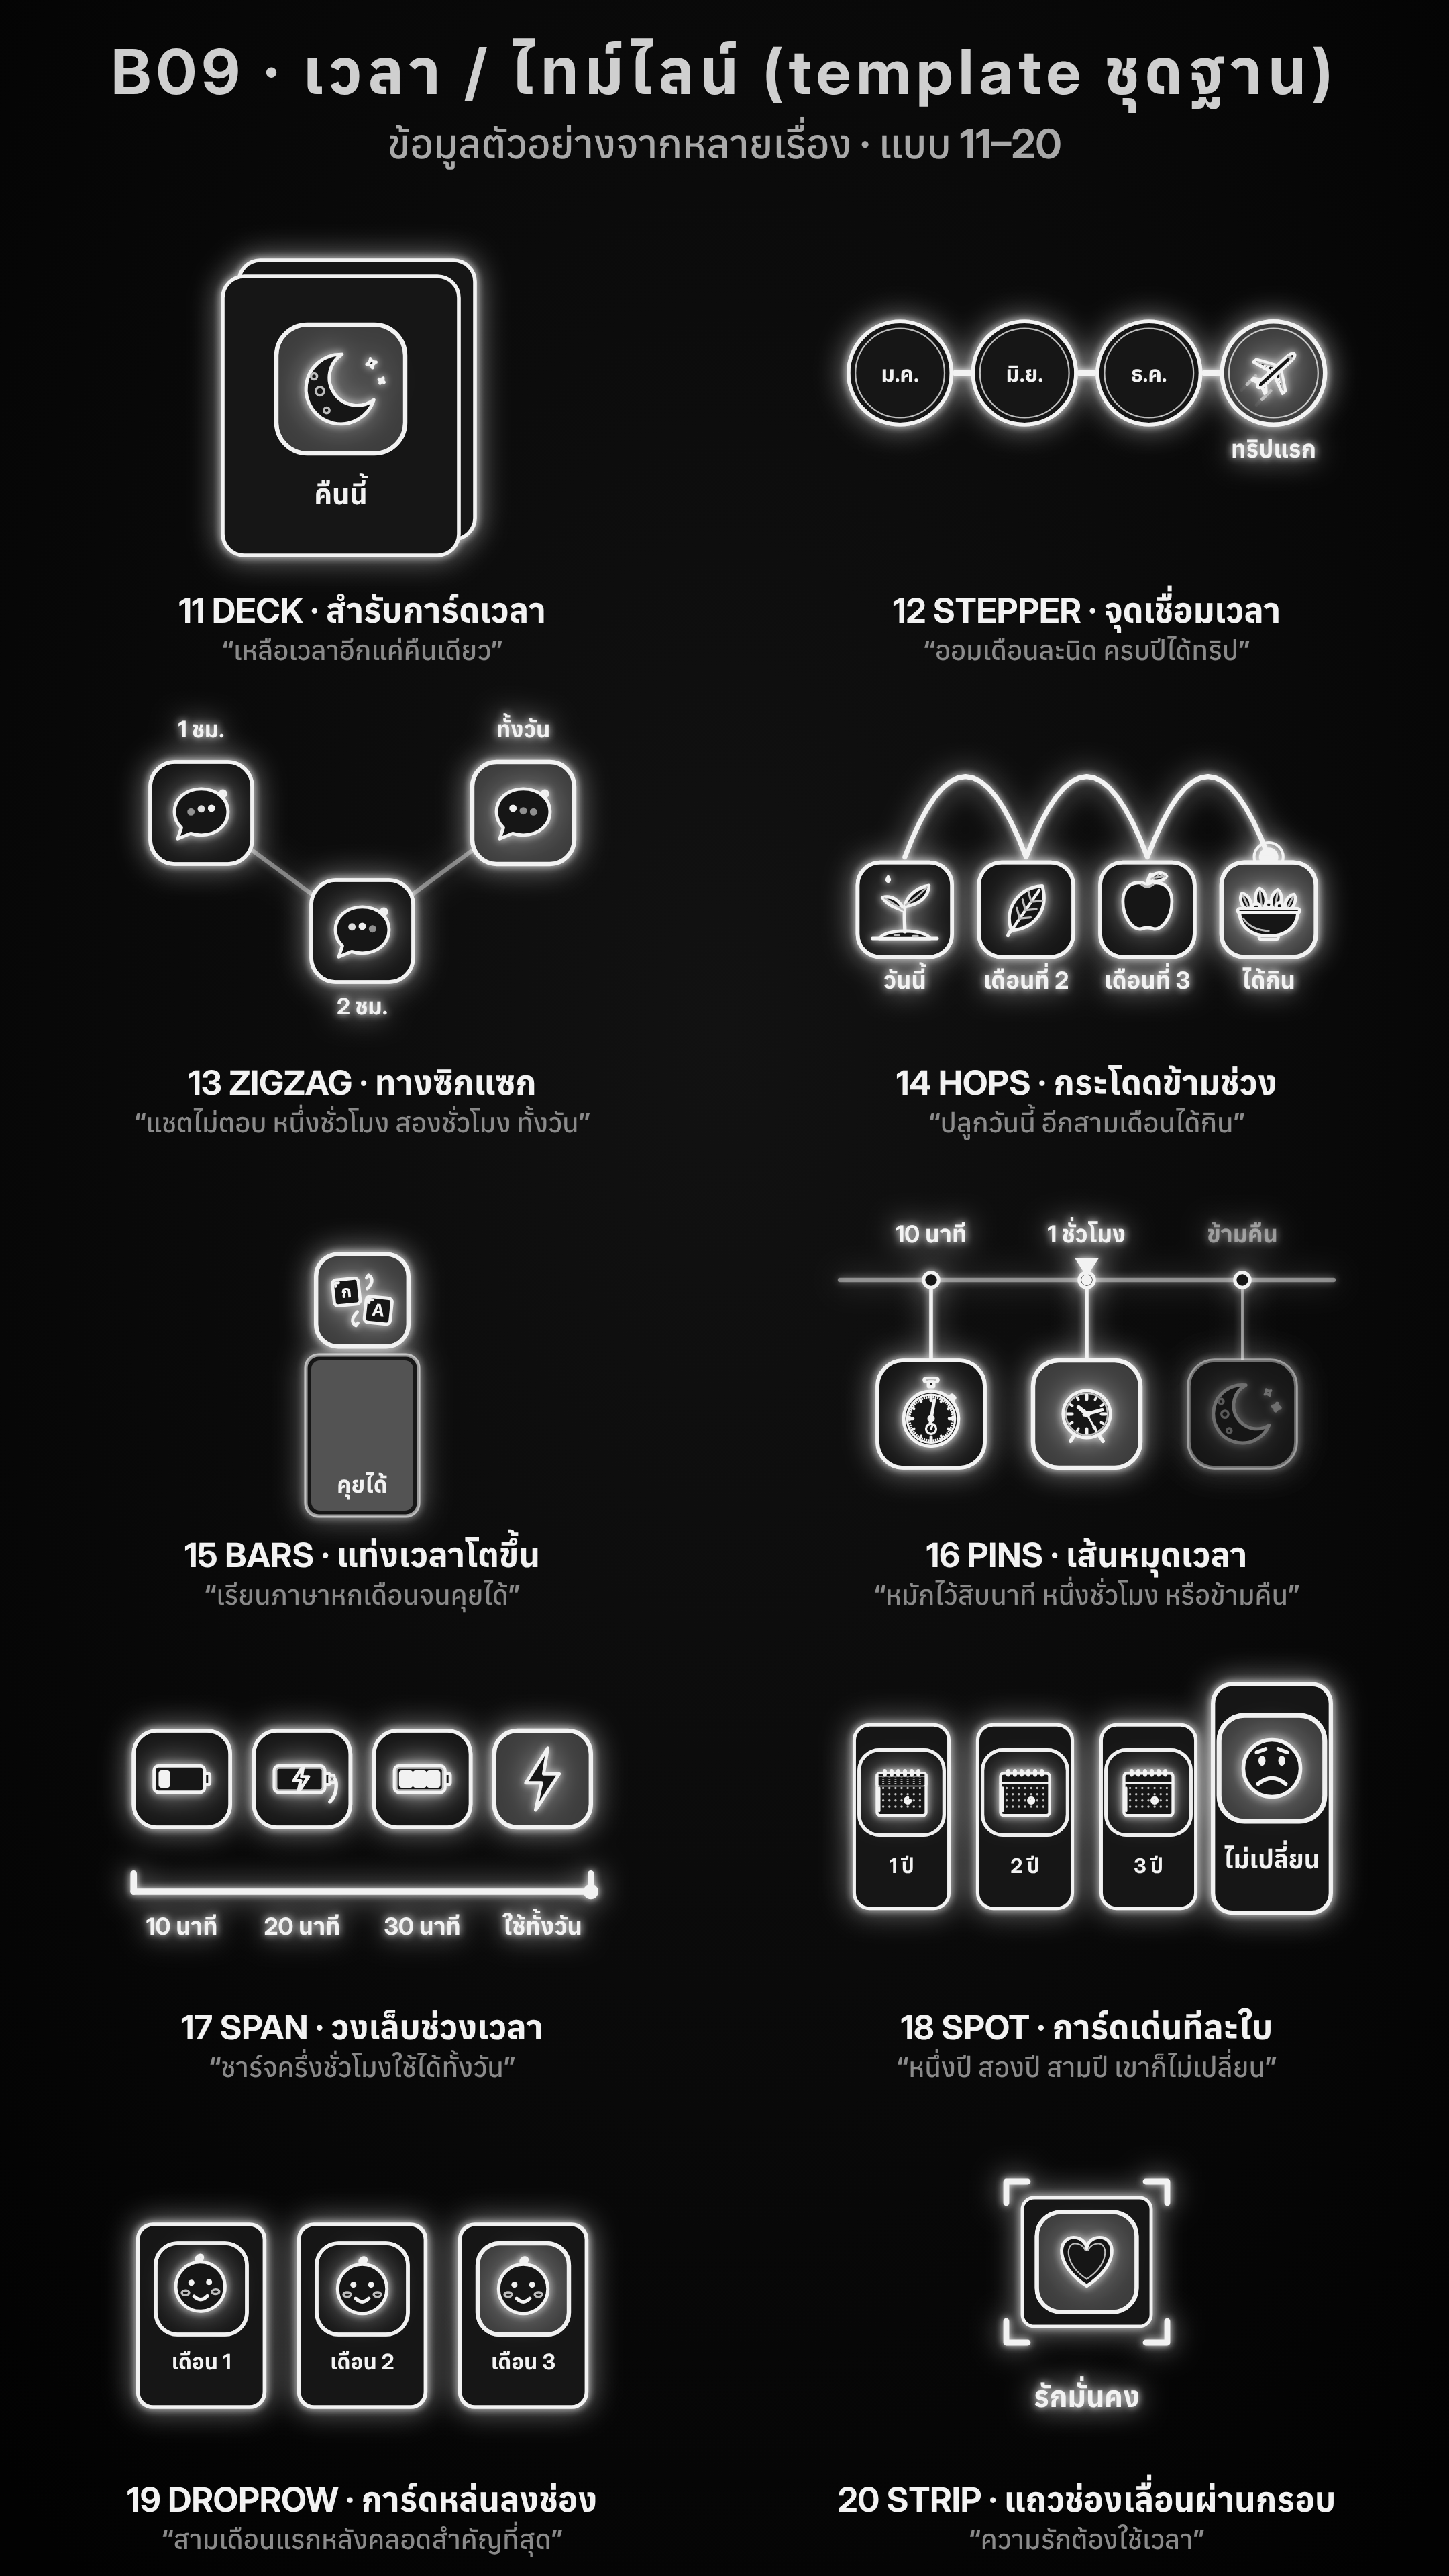 B09 · เวลา / ไทม์ไลน์ (template ชุดฐาน)
ข้อมูลตัวอย่างจากหลายเรื่อง · แบบ 11–20
คืนนี้
11 DECK · สำรับการ์ดเวลา
“เหลือเวลาอีกแค่คืนเดียว”
ม.ค. มิ.ย. ธ.ค.
ทริปแรก
12 STEPPER · จุดเชื่อมเวลา
“ออมเดือนละนิด ครบปีได้ทริป”
1 ชม. ทั้งวัน
2 ชม.
13 ZIGZAG · ทางซิกแซก
“แชตไม่ตอบ หนึ่งชั่วโมง สองชั่วโมง ทั้งวัน”
วันนี้ เดือนที่ 2 เดือนที่ 3 ได้กิน
14 HOPS · กระโดดข้ามช่วง
“ปลูกวันนี้ อีกสามเดือนได้กิน”
ก A
คุยได้
15 BARS · แท่งเวลาโตขึ้น
“เรียนภาษาหกเดือนจนคุยได้”
10 นาที 1 ชั่วโมง ข้ามคืน
16 PINS · เส้นหมุดเวลา
“หมักไว้สิบนาที หนึ่งชั่วโมง หรือข้ามคืน”
10 นาที 20 นาที 30 นาที ใช้ทั้งวัน
17 SPAN · วงเล็บช่วงเวลา
“ชาร์จครึ่งชั่วโมงใช้ได้ทั้งวัน”
1 ปี 2 ปี 3 ปี ไม่เปลี่ยน
18 SPOT · การ์ดเด่นทีละใบ
“หนึ่งปี สองปี สามปี เขาก็ไม่เปลี่ยน”
เดือน 1 เดือน 2 เดือน 3
19 DROPROW · การ์ดหล่นลงช่อง
“สามเดือนแรกหลังคลอดสำคัญที่สุด”
รักมั่นคง
20 STRIP · แถวช่องเลื่อนผ่านกรอบ
“ความรักต้องใช้เวลา”